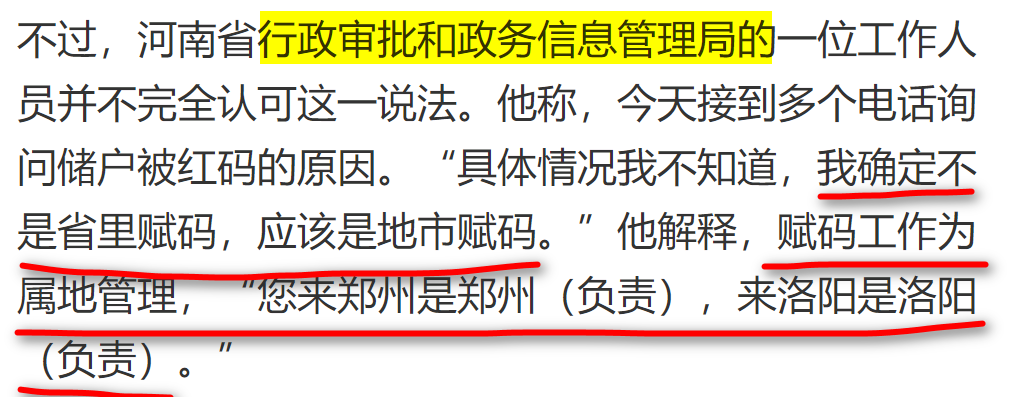 不过，河南省行政审批和政务信息管理局的一位工作人
员并不完全认可这一说法。他称，今天接到多个电话询
问储户被红码的原因。“具体情况我不知道，我确定不
是省里赋码，应该是地市赋码。”他解释，赋码工作为
属地管理，“您来郑州是郑州（负责），来洛阳是洛阳
（负责）。”